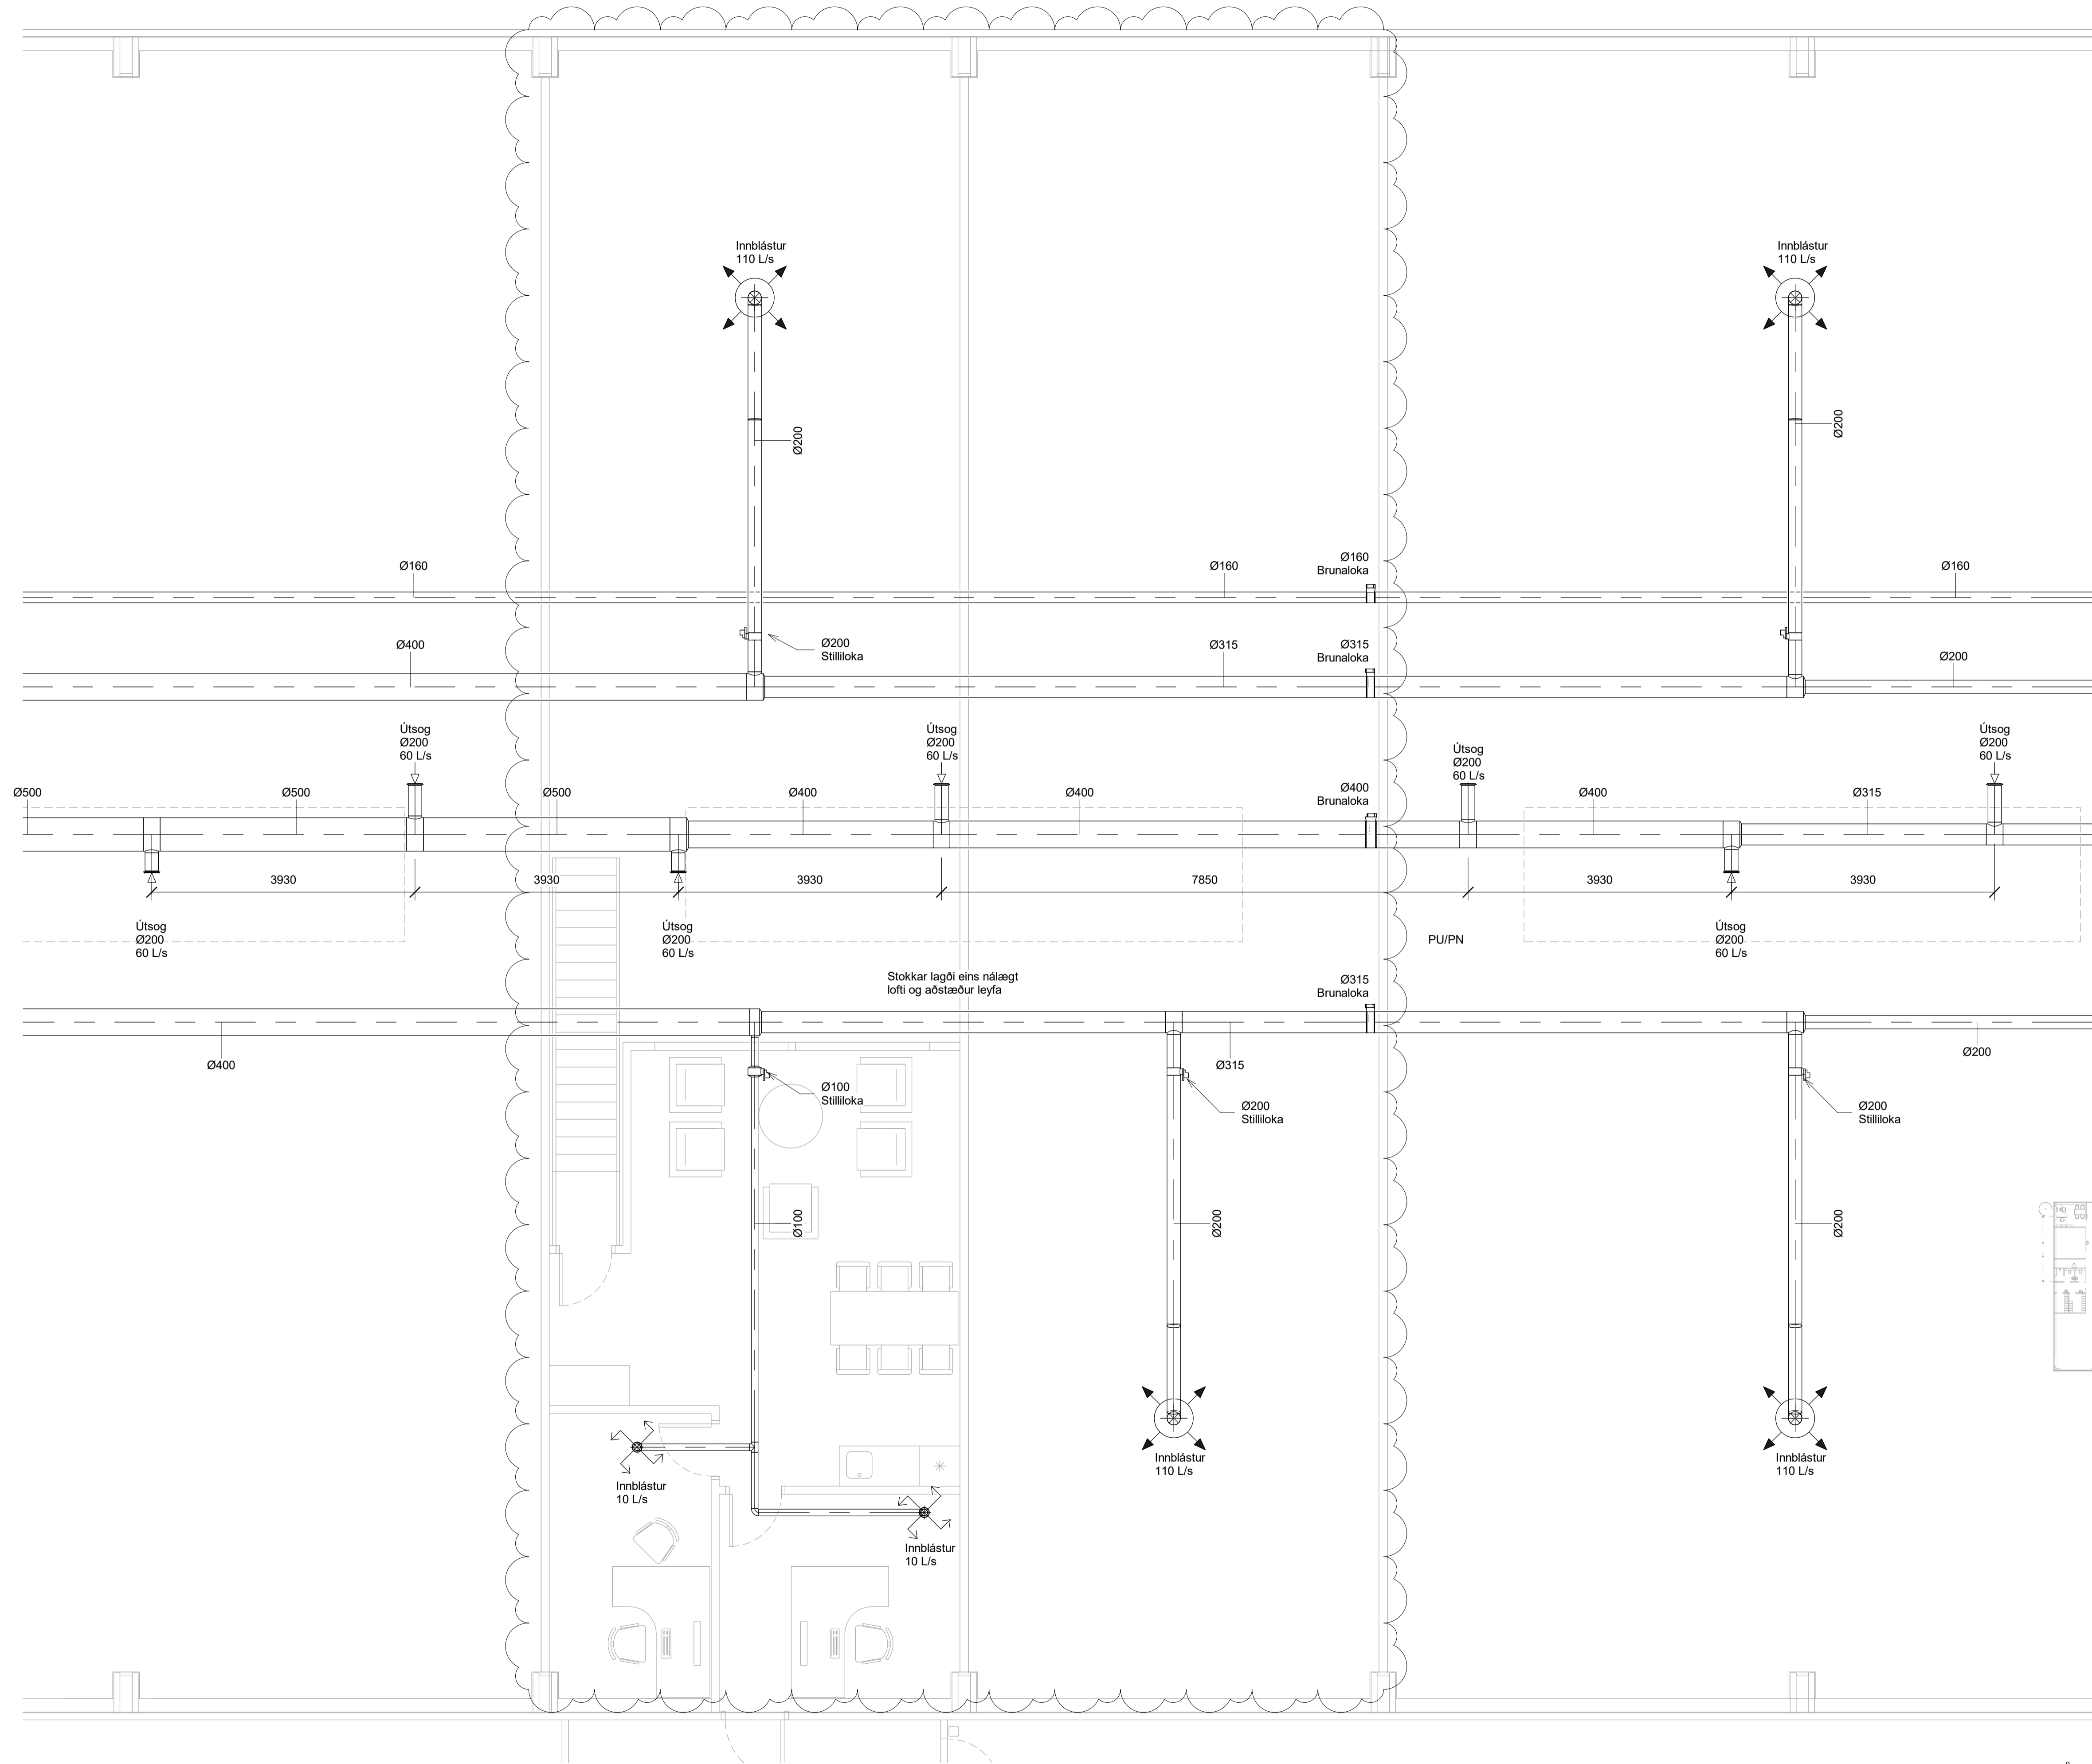 Innblástur
110 L/s
Innblástur
110 L/s
Ø200
Ø200
Ø160
Ø160
Ø160
Brunaloka
Ø160
Ø400
Ø200
Stilliloka
Ø315
Ø315
Brunaloka
Ø200
Útsog
Ø200
60 L/s
Útsog
Ø200
60 L/s
Útsog
Ø200
60 L/s
Útsog
Ø200
60 L/s
Ø500
Ø500
Ø500
Ø400
Ø400
Ø400
Brunaloka
Ø400
Ø315
3930
3930
3930
7850
3930
3930
Útsog
Ø200
60 L/s
Útsog
Ø200
60 L/s
PU/PN
Útsog
Ø200
60 L/s
Stokkar lagði eins nálægt
lofti og aðstæður leyfa
Ø315
Brunaloka
Ø400
Ø315
Ø200
Ø100
Stilliloka
Ø200
Stilliloka
Ø200
Stilliloka
Ø100
Ø200
Ø200
Innblástur
110 L/s
Innblástur
110 L/s
Innblástur
10 L/s
Innblástur
10 L/s